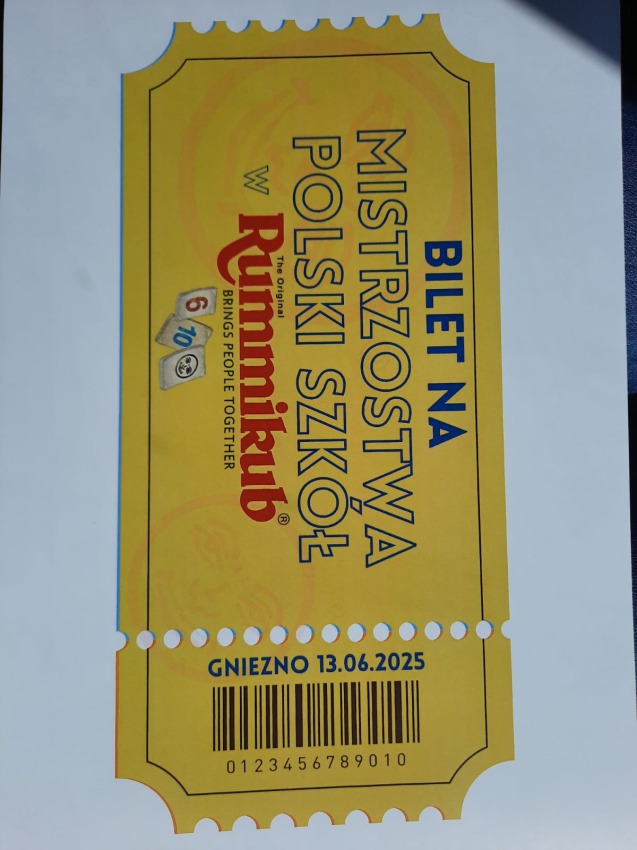 BILET NA
MISTRZOSTWA
POLSKI SZKÓŁ
W
The Original
Rummikub®
BRINGS PEOPLE TOGETHER
6
10
GNIEZNO 13.06.2025
0123456789010